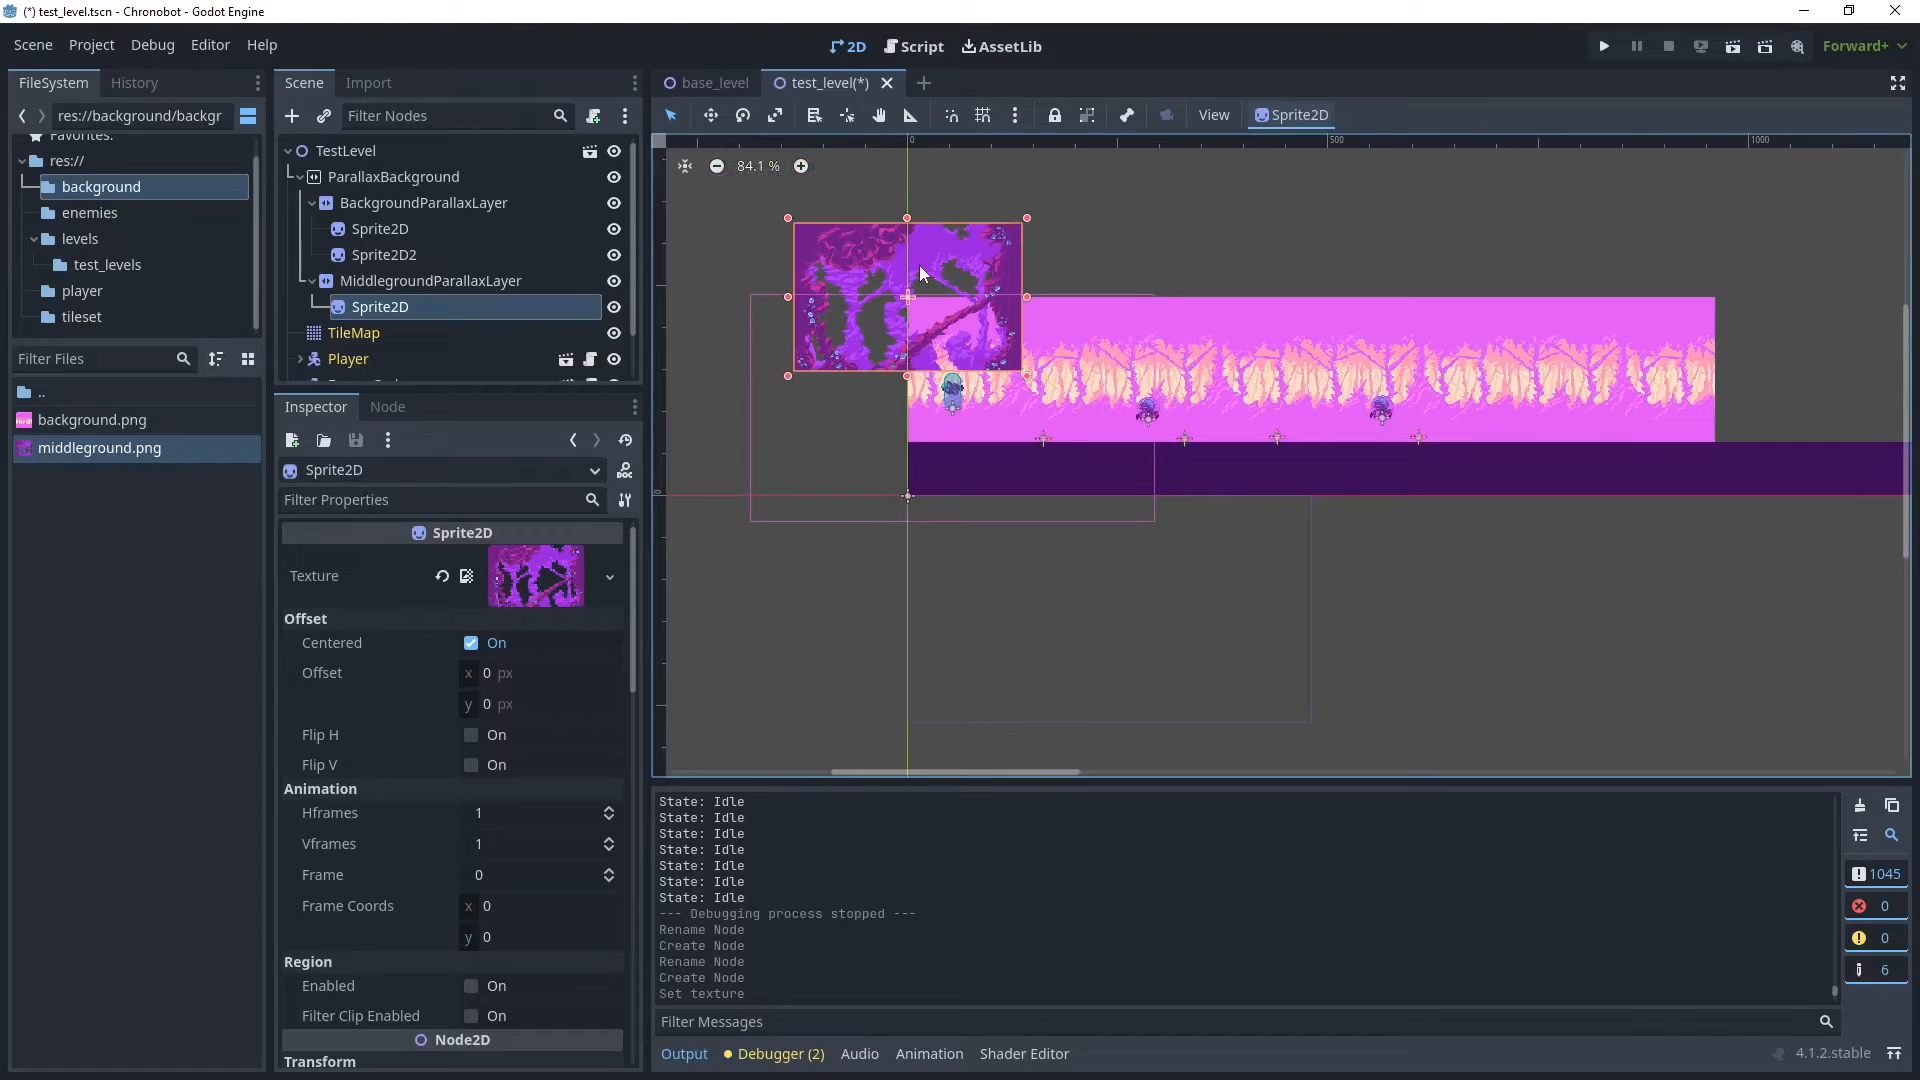 (*) test_level.tscn - Chronobot - Godot Engine
Scene Project Debug Editor Help
2D Script AssetLib
Forward+
FileSystem History
Scene Import
base_level test_level(*)
res://background/backgr
Filter Nodes
View Sprite2D
Favorites:
res://
background
enemies
levels
test_levels
player
tileset
Filter Files
..
background.png
middleground.png
TestLevel
ParallaxBackground
BackgroundParallaxLayer
Sprite2D
Sprite2D2
MiddlegroundParallaxLayer
Sprite2D
TileMap
Player
Inspector Node
Sprite2D
Filter Properties
Sprite2D
Texture
Offset
Centered On
Offset x 0 px
y 0 px
Flip H On
Flip V On
Animation
Hframes 1
Vframes 1
Frame 0
Frame Coords x 0
y 0
Region
Enabled On
Filter Clip Enabled On
Node2D
Transform
0 500 1000
84.1 %
0
State: Idle
State: Idle
State: Idle
State: Idle
State: Idle
State: Idle
State: Idle
--- Debugging process stopped ---
Rename Node
Create Node
Rename Node
Create Node
Set texture
1045
0
0
6
Filter Messages
Output Debugger (2) Audio Animation Shader Editor
4.1.2.stable